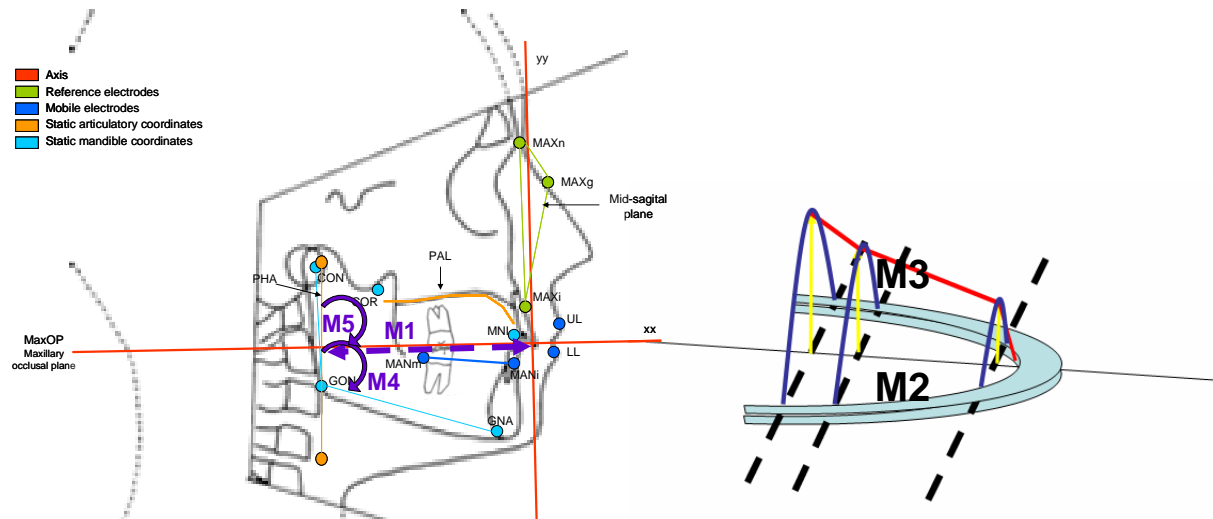 yy
Axis
Reference electrodes
Mobile electrodes
Static articulatory coordinates
Static mandible coordinates
MAXn
MAXg
Mid-sagital
plane
PAL
PHA
CON
COR
MAXi
M3
M5
M1
MNI
UL
xx
MaxOP
Maxillary
occlusal plane
LL
MANm
MANi
GON
M4
M2
GNA